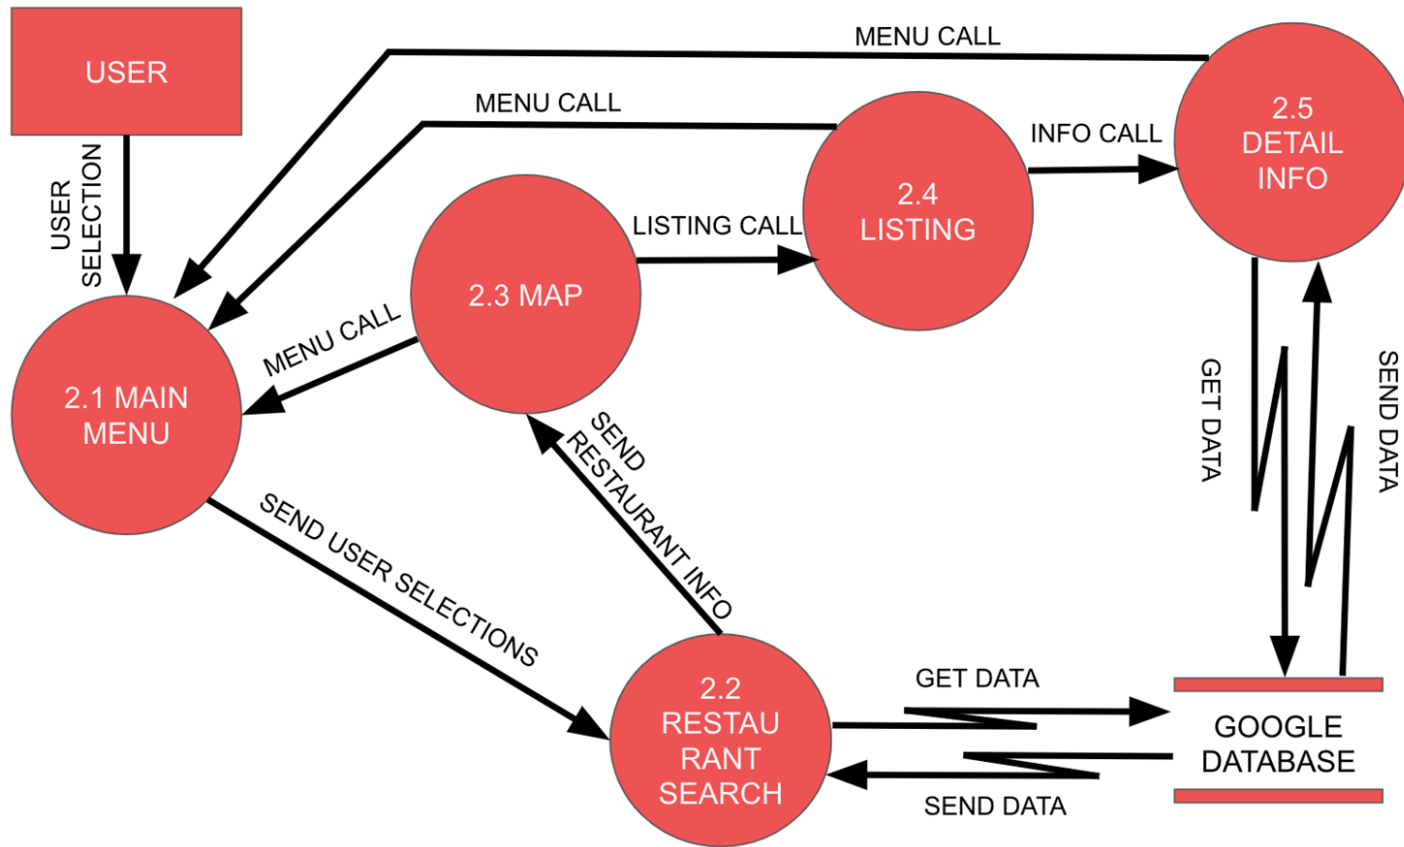 USER
MENU CALL
MENU CALL
2.5
DETAIL
INFO
INFO CALL
USER
SELECTION
2.4
LISTING
LISTING CALL
2.3 MAP
MENU CALL
2.1 MAIN
MENU
GET DATA
SEND DATA
SEND
RESTAURANT INFO
SEND USER SELECTIONS
2.2
RESTAU
RANT
SEARCH
GET DATA
GOOGLE
DATABASE
SEND DATA